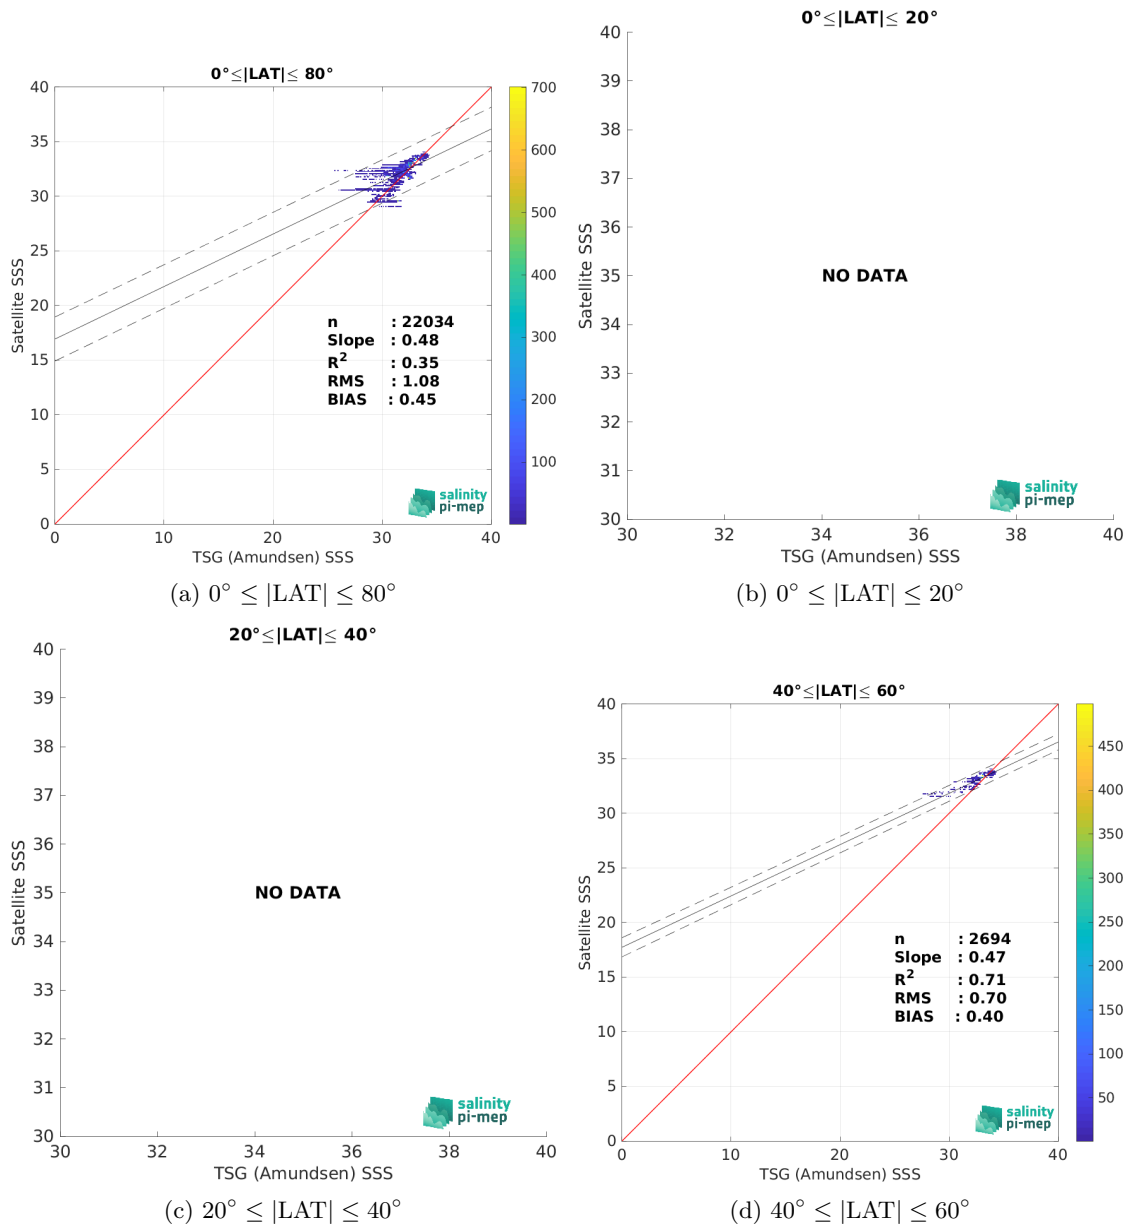 0°≤|LAT|≤ 80°
40
35
30
25
20
15
10
5
0
Satellite SSS
0
10
20
30
40
TSG (Amundsen) SSS
700
600
500
400
300
200
100
n : 22034
Slope : 0.48
R² : 0.35
RMS : 1.08
BIAS : 0.45
salinity
pi-mep
(a) 0° ≤ |LAT| ≤ 80°
0°≤|LAT|≤ 20°
40
39
38
37
36
35
34
33
32
31
30
Satellite SSS
NO DATA
salinity
pi-mep
30
32
34
36
38
40
TSG (Amundsen) SSS
(b) 0° ≤ |LAT| ≤ 20°
20°≤|LAT|≤ 40°
40
39
38
37
36
35
34
33
32
31
30
Satellite SSS
NO DATA
salinity
pi-mep
30
32
34
36
38
40
TSG (Amundsen) SSS
(c) 20° ≤ |LAT| ≤ 40°
40°≤|LAT|≤ 60°
40
35
30
25
20
15
10
5
0
Satellite SSS
0
10
20
30
40
TSG (Amundsen) SSS
450
400
350
300
250
200
150
100
50
n : 2694
Slope : 0.47
R² : 0.71
RMS : 0.70
BIAS : 0.40
salinity
pi-mep
(d) 40° ≤ |LAT| ≤ 60°